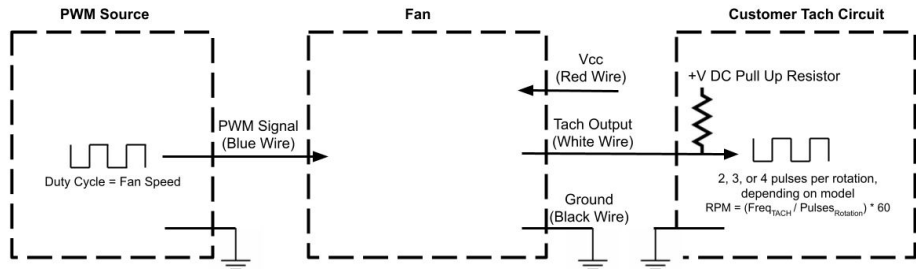 PWM Source
Fan
Customer Tach Circuit
Vcc
(Red Wire)
+V DC Pull Up Resistor
PWM Signal
(Blue Wire)
Tach Output
(White Wire)
Duty Cycle = Fan Speed
2, 3, or 4 pulses per rotation,
depending on model
RPM = (Freq_TACH / Pulses_Rotation) * 60
Ground
(Black Wire)